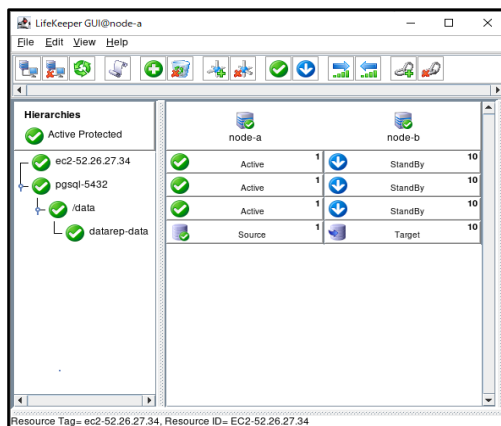 LifeKeeper GUI@node-a
File Edit View Help
Hierarchies
Active Protected
node-a node-b
ec2-52.26.27.34 Active 1 StandBy 10
pgsql-5432 Active 1 StandBy 10
/data Active 1 StandBy 10
datarep-data Source 1 Target 10
Resource Tag= ec2-52.26.27.34, Resource ID= EC2-52.26.27.34